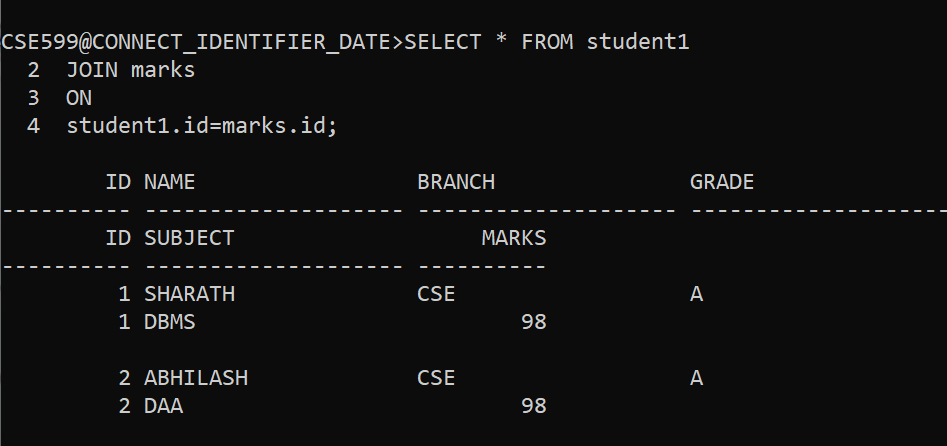 CSE599@CONNECT_IDENTIFIER_DATE>SELECT * FROM student1
  2  JOIN marks
  3  ON
  4  student1.id=marks.id;

        ID NAME                 BRANCH               GRADE
---------- -------------------- -------------------- --------------------
        ID SUBJECT                   MARKS
---------- -------------------- ----------
         1 SHARATH              CSE                  A
         1 DBMS                         98

         2 ABHILASH             CSE                  A
         2 DAA                          98